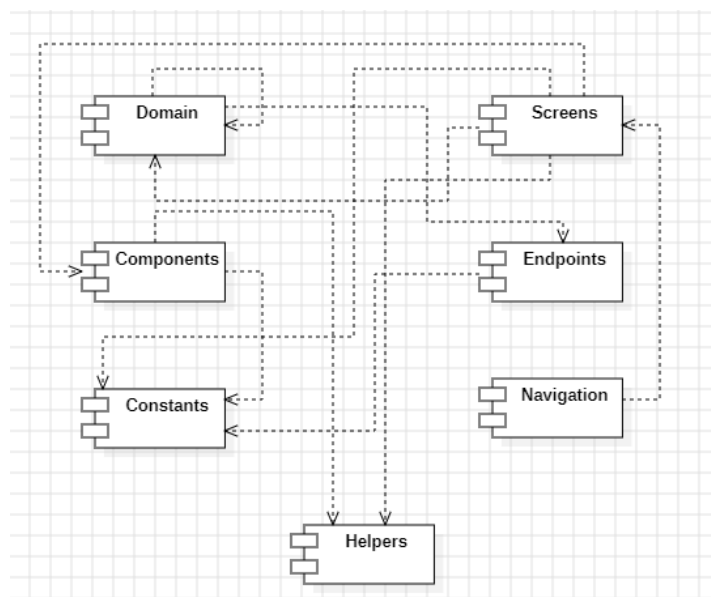 Domain
Screens
Components
Endpoints
Constants
Navigation
Helpers